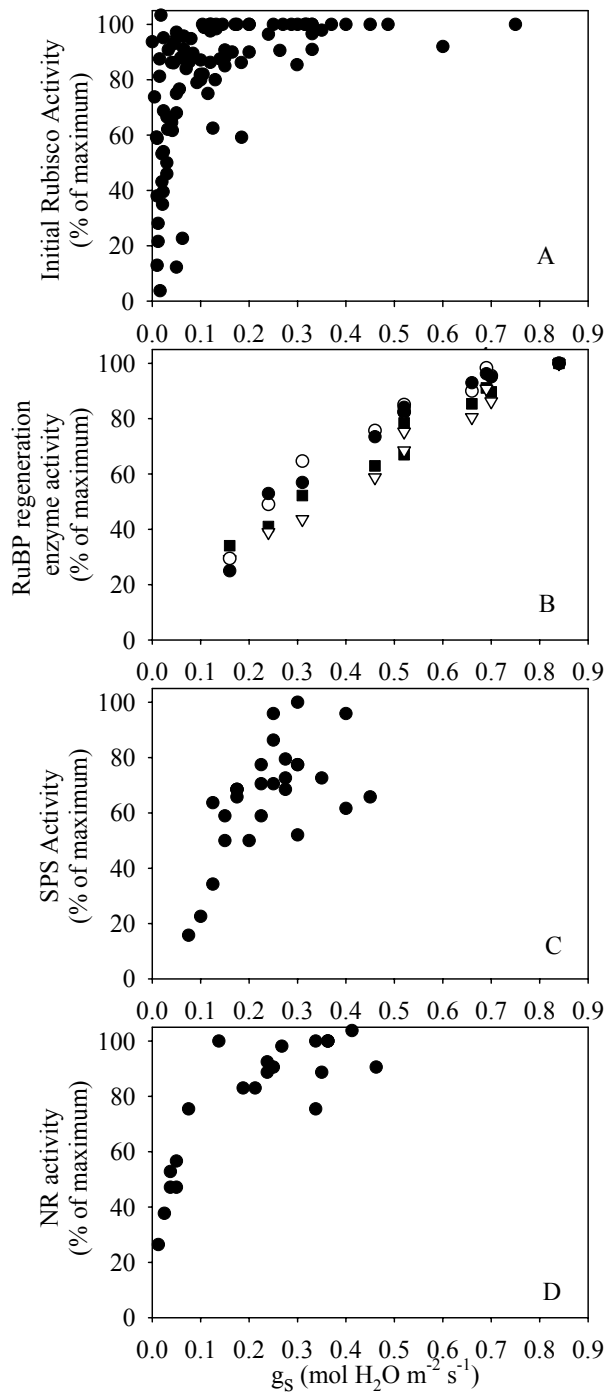 Initial Rubisco Activity
(% of maximum)
100
80
60
40
20
0
A
0.0 0.1 0.2 0.3 0.4 0.5 0.6 0.7 0.8 0.9
RuBP regeneration
enzyme activity
(% of maximum)
100
80
60
40
20
0
B
0.0 0.1 0.2 0.3 0.4 0.5 0.6 0.7 0.8 0.9
SPS Activity
(% of maximum)
100
80
60
40
20
0
C
0.0 0.1 0.2 0.3 0.4 0.5 0.6 0.7 0.8 0.9
NR activity
(% of maximum)
100
80
60
40
20
0
D
0.0 0.1 0.2 0.3 0.4 0.5 0.6 0.7 0.8 0.9
gS (mol H2O m-2 s-1)